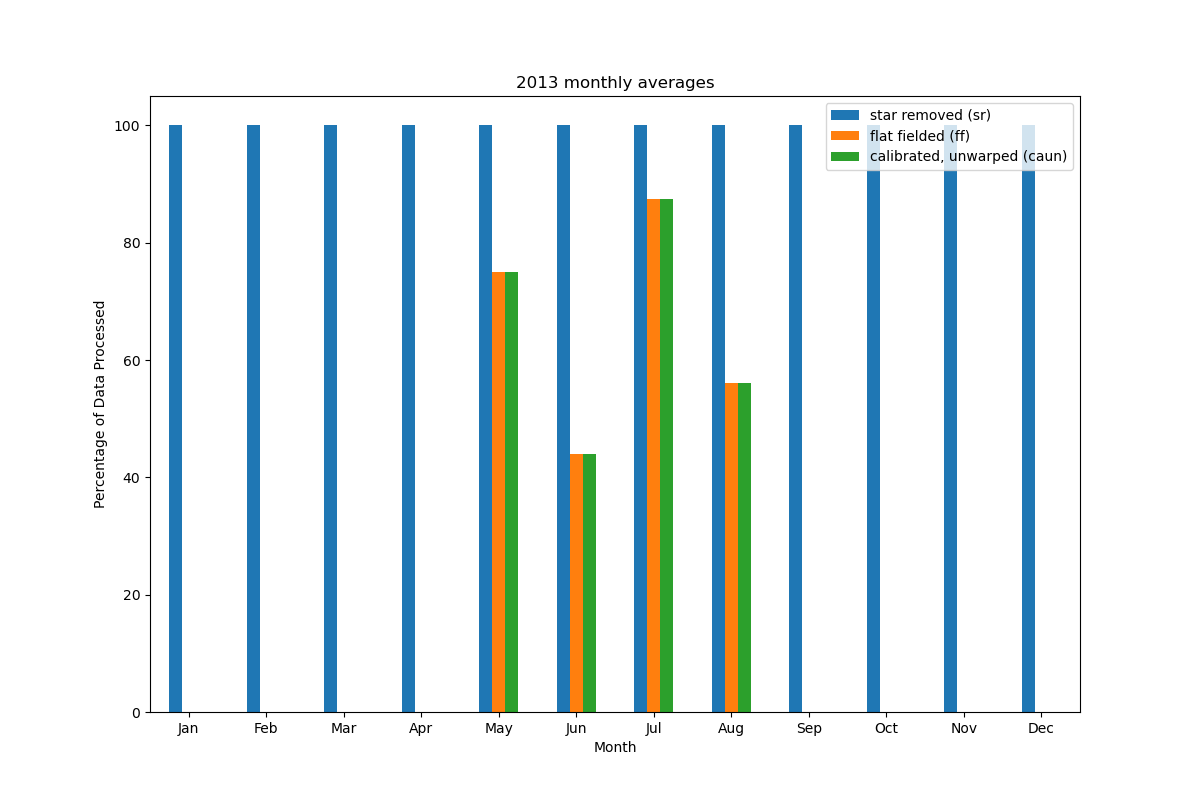 2013 monthly averages
star removed (sr)
flat fielded (ff)
calibrated, unwarped (caun)
Percentage of Data Processed
100
80
60
40
20
0
Jan Feb Mar Apr May Jun Jul Aug Sep Oct Nov Dec
Month